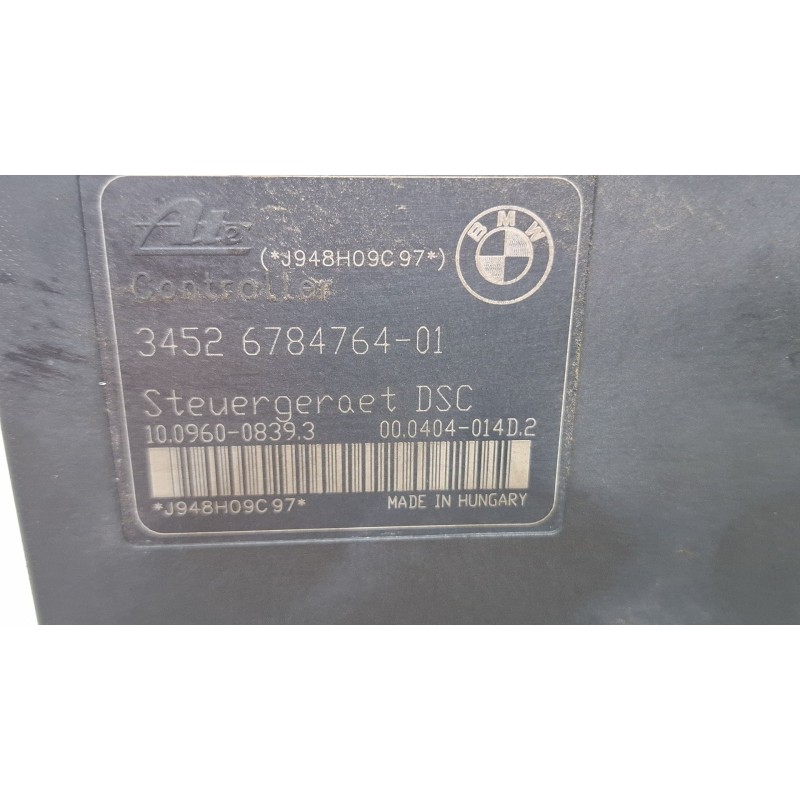 Ate
(*J948H09C97*)
BMW
Controller
3452 6784764-01
Steuergeraet DSC
10.0960-0839.3 00.0404-014D.2
*J948H09C97* MADE IN HUNGARY